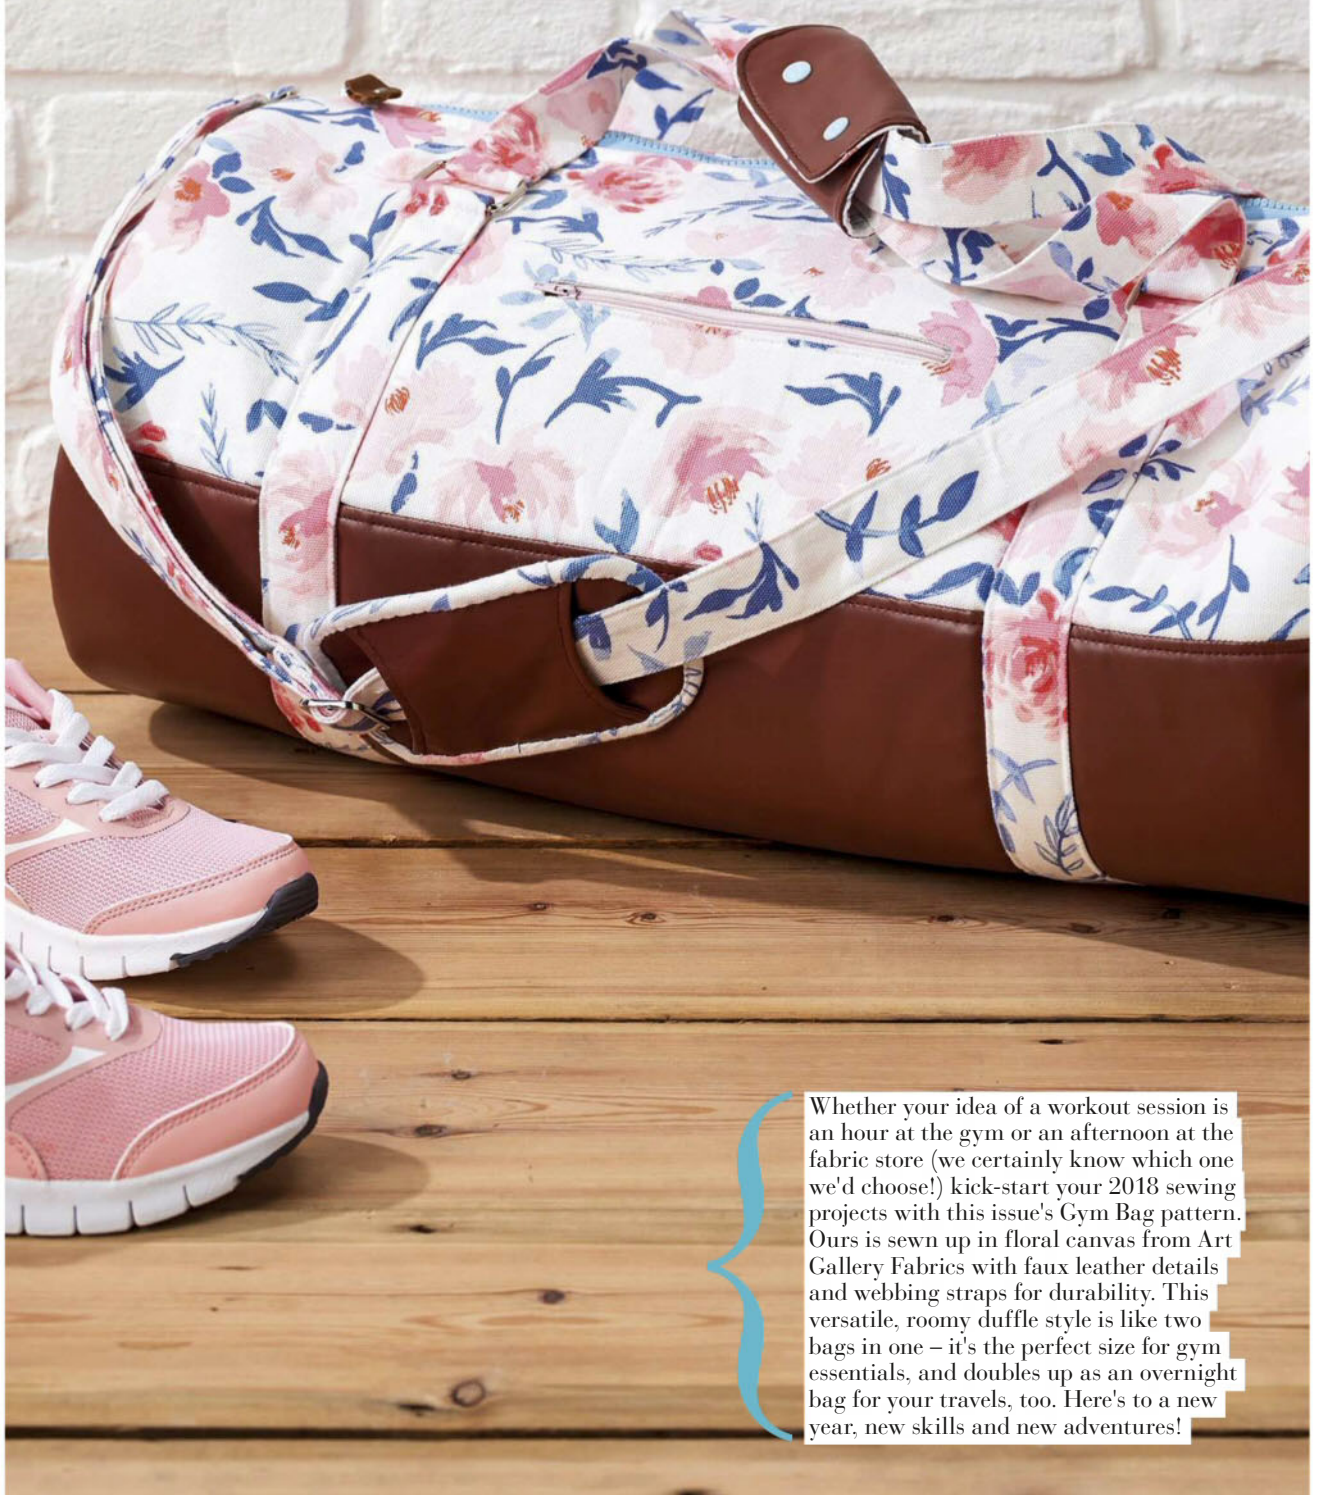 Whether your idea of a workout session is
an hour at the gym or an afternoon at the
fabric store (we certainly know which one
we'd choose!) kick-start your 2018 sewing
projects with this issue's Gym Bag pattern.
Ours is sewn up in floral canvas from Art
Gallery Fabrics with faux leather details
and webbing straps for durability. This
versatile, roomy duffle style is like two
bags in one – it's the perfect size for gym
essentials, and doubles up as an overnight
bag for your travels, too. Here's to a new
year, new skills and new adventures!